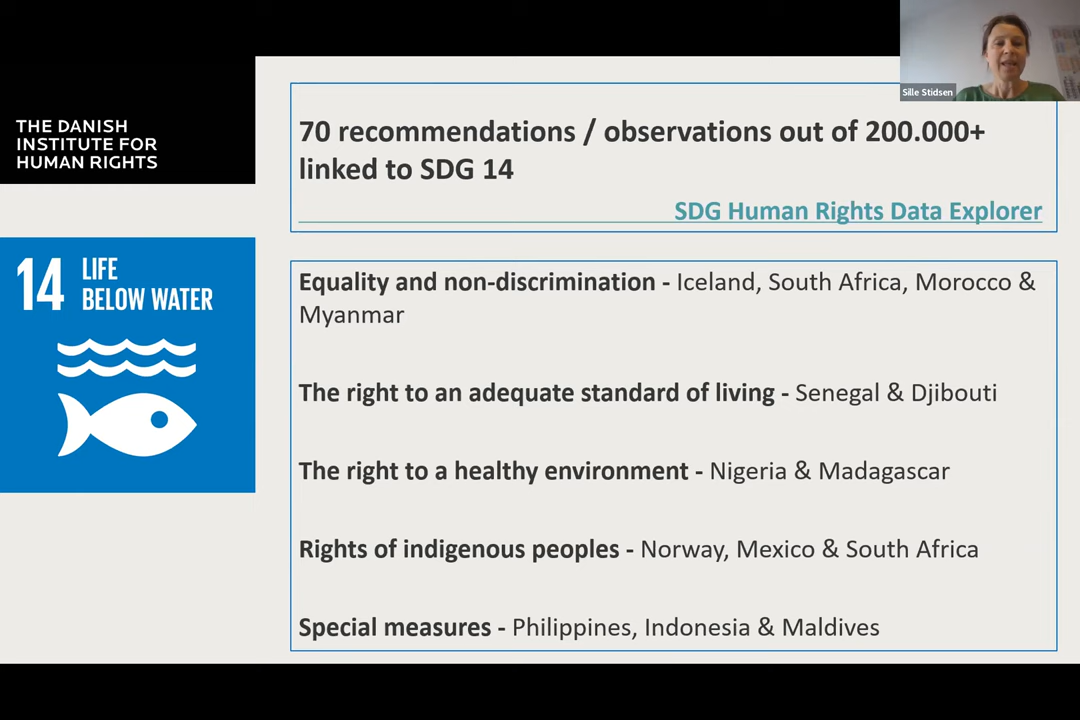 THE DANISH
INSTITUTE FOR
HUMAN RIGHTS
14 LIFE
BELOW WATER
Sille Stidsen
70 recommendations / observations out of 200.000+
linked to SDG 14
SDG Human Rights Data Explorer
Equality and non-discrimination - Iceland, South Africa, Morocco &
Myanmar
The right to an adequate standard of living - Senegal & Djibouti
The right to a healthy environment - Nigeria & Madagascar
Rights of indigenous peoples - Norway, Mexico & South Africa
Special measures - Philippines, Indonesia & Maldives